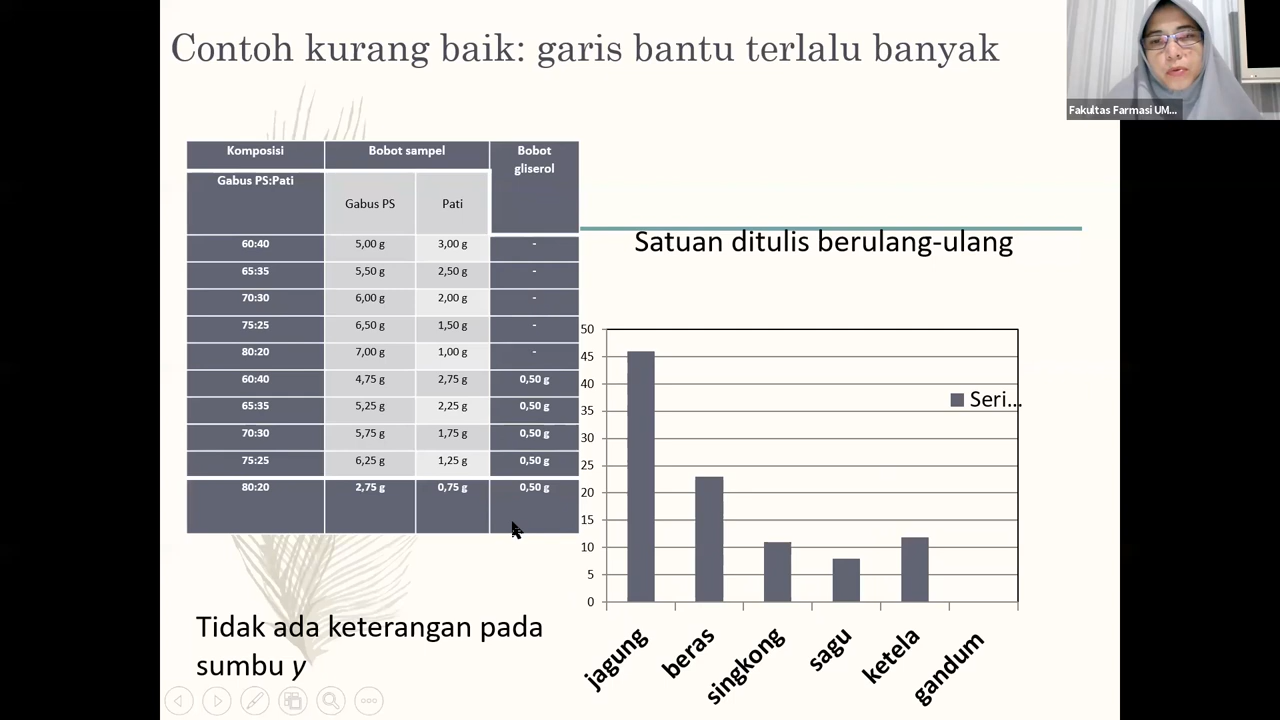 Contoh kurang baik: garis bantu terlalu banyak
Fakultas Farmasi UM...
Komposisi Bobot sampel Bobot gliserol
Gabus PS:Pati Gabus PS Pati
60:40 5,00 g 3,00 g -
65:35 5,50 g 2,50 g -
70:30 6,00 g 2,00 g -
75:25 6,50 g 1,50 g -
80:20 7,00 g 1,00 g -
60:40 4,75 g 2,75 g 0,50 g
65:35 5,25 g 2,25 g 0,50 g
70:30 5,75 g 1,75 g 0,50 g
75:25 6,25 g 1,25 g 0,50 g
80:20 2,75 g 0,75 g 0,50 g
Satuan ditulis berulang-ulang
50
45
40
35
30
25
20
15
10
5
0
Seri...
jagung
beras
singkong
sagu
ketela
gandum
Tidak ada keterangan pada
sumbu y